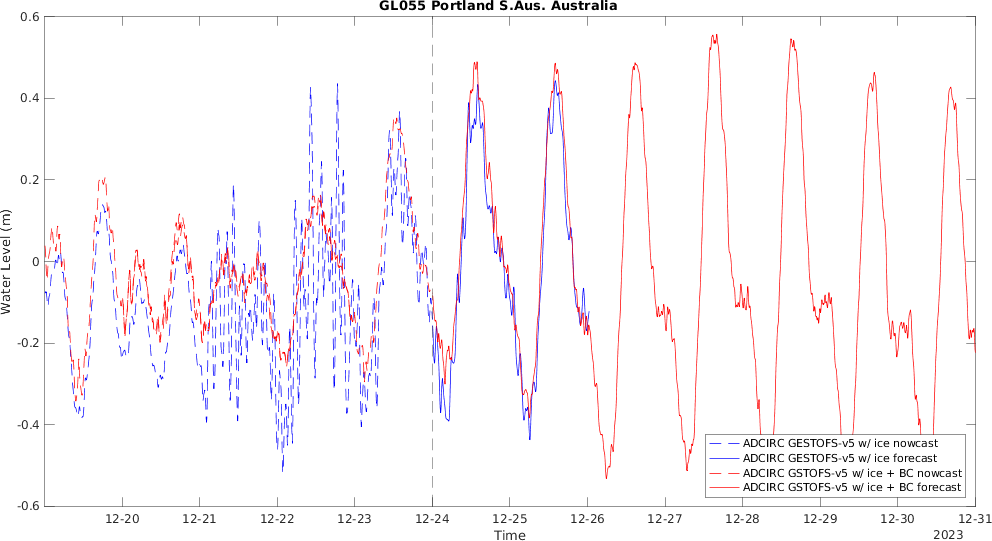 GL055 Portland S.Aus. Australia
0.6
0.4
0.2
0
-0.2
-0.4
-0.6
Water Level (m)
12-20
12-21
12-22
12-23
12-24
12-25
12-26
12-27
12-28
12-29
12-30
12-31
Time
2023
ADCIRC GESTOFS-v5 w/ ice nowcast
ADCIRC GESTOFS-v5 w/ ice forecast
ADCIRC GSTOFS-v5 w/ ice + BC nowcast
ADCIRC GSTOFS-v5 w/ ice + BC forecast